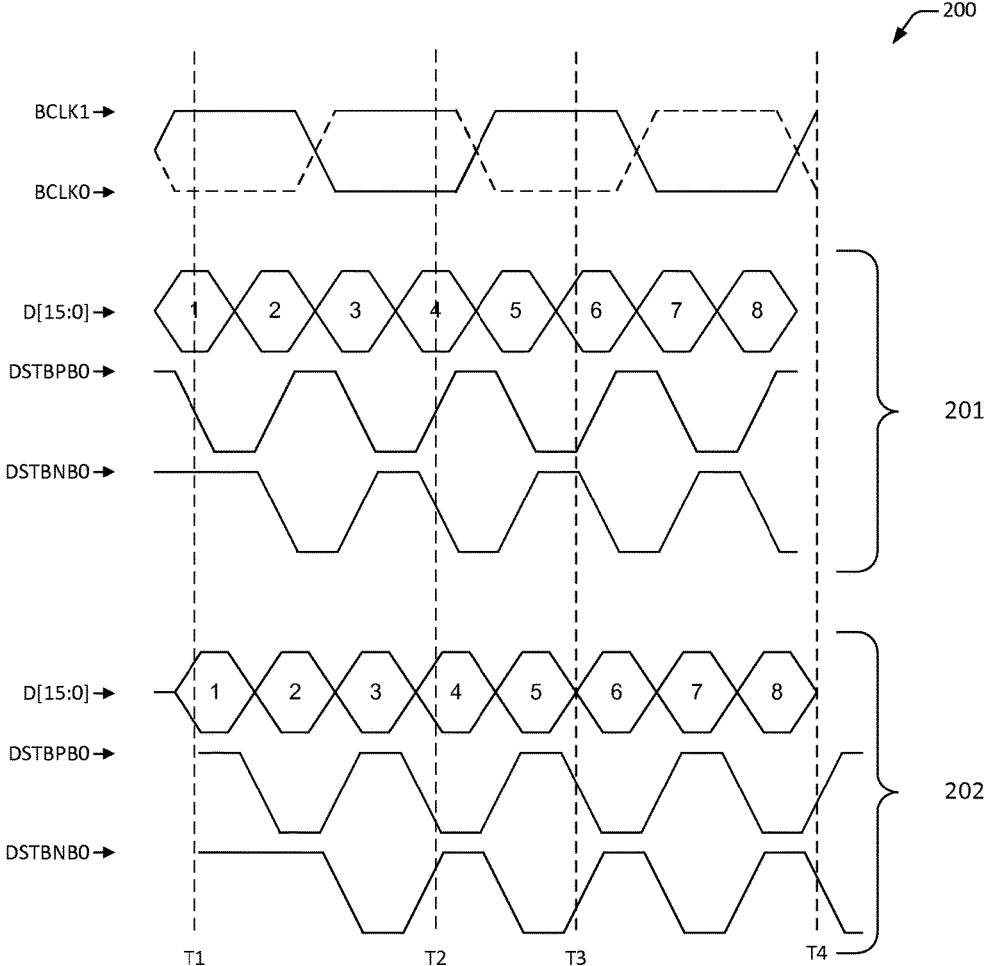 200
BCLK1
BCLK0
D[15:0] 1 2 3 4 5 6 7 8
DSTBPB0
201
DSTBNB0
D[15:0] 1 2 3 4 5 6 7 8
DSTBPB0
202
DSTBNB0
T1 T2 T3 T4